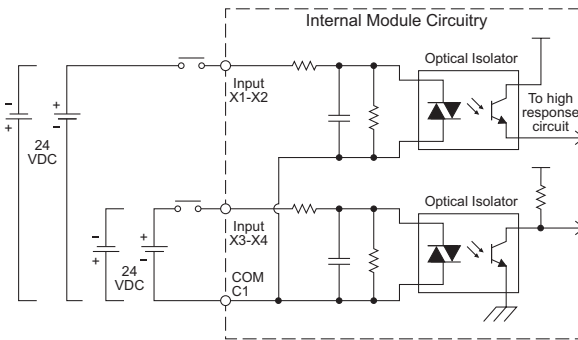 Internal Module Circuitry
Optical Isolator
Input
X1-X2
To high
response
circuit
− + + −
24
VDC
Optical Isolator
Input
X3-X4
− + + −
24
VDC
COM
C1